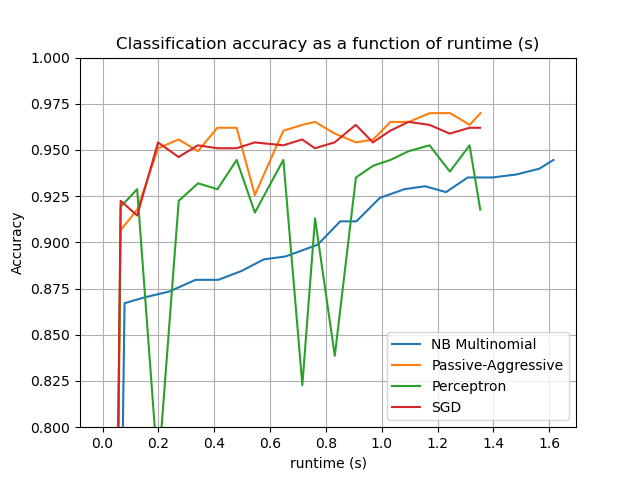 Classification accuracy as a function of runtime (s)
1.000
0.975
0.950
0.925
0.900
0.875
0.850
0.825
0.800
Accuracy
NB Multinomial
Passive-Aggressive
Perceptron
SGD
0.0 0.2 0.4 0.6 0.8 1.0 1.2 1.4 1.6
runtime (s)